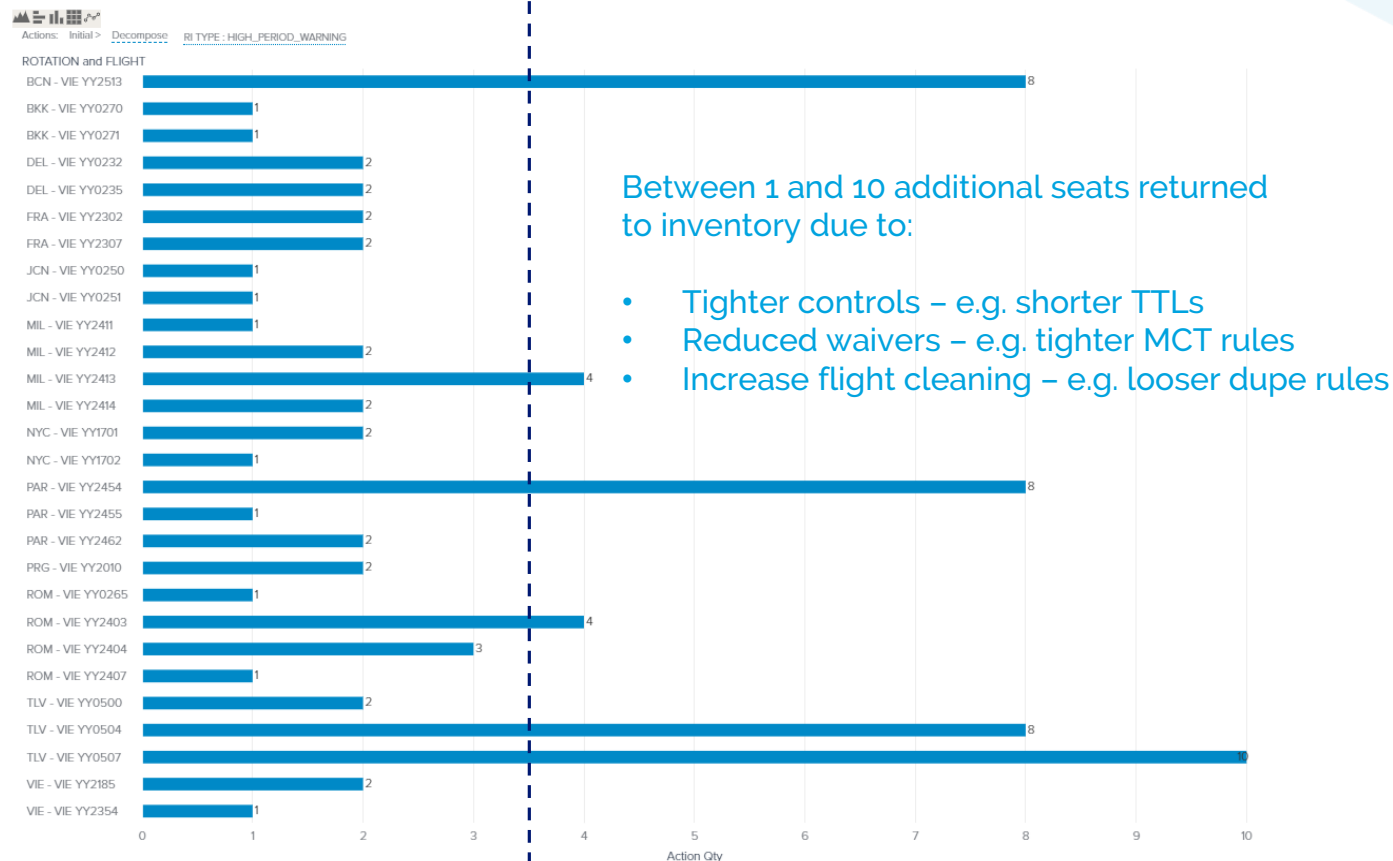 Actions: Initial > Decompose RI TYPE : HIGH_PERIOD_WARNING
ROTATION and FLIGHT
BCN - VIE YY2513 8
BKK - VIE YY0270 1
BKK - VIE YY0271 1
DEL - VIE YY0232 2
DEL - VIE YY0235 2
FRA - VIE YY2302 2
FRA - VIE YY2307 2
JCN - VIE YY0250 1
JCN - VIE YY0251 1
MIL - VIE YY2411 1
MIL - VIE YY2412 2
MIL - VIE YY2413 4
MIL - VIE YY2414 2
NYC - VIE YY1701 2
NYC - VIE YY1702 1
PAR - VIE YY2454 8
PAR - VIE YY2455 1
PAR - VIE YY2462 2
PRG - VIE YY2010 2
ROM - VIE YY0265 1
ROM - VIE YY2403 4
ROM - VIE YY2404 3
ROM - VIE YY2407 1
TLV - VIE YY0500 2
TLV - VIE YY0504 8
TLV - VIE YY0507 10
VIE - VIE YY2185 2
VIE - VIE YY2354 1
0 1 2 3 4 5 6 7 8 9 10
Action Qty
Between 1 and 10 additional seats returned
to inventory due to:
• Tighter controls – e.g. shorter TTLs
• Reduced waivers – e.g. tighter MCT rules
• Increase flight cleaning – e.g. looser dupe rules